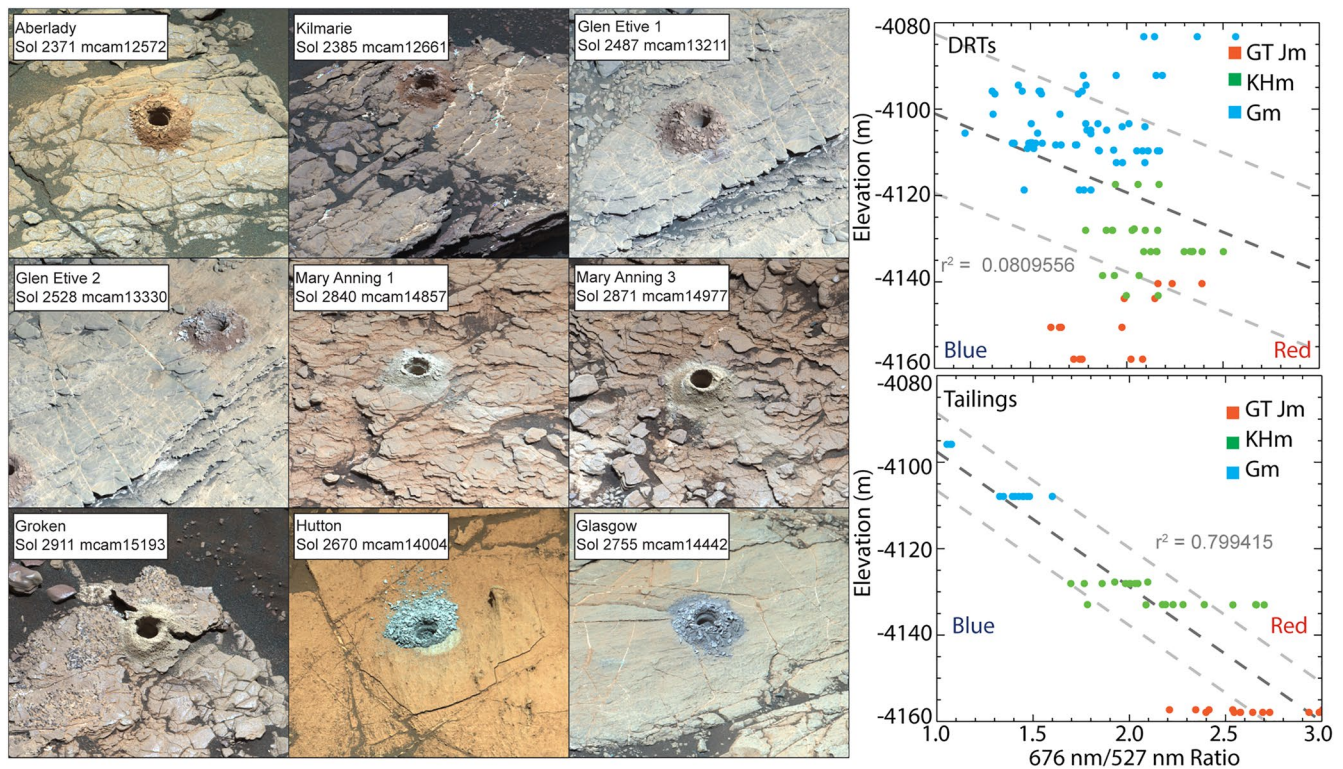 Aberlady
Sol 2371 mcam12572
Kilmarie
Sol 2385 mcam12661
Glen Etive 1
Sol 2487 mcam13211
Glen Etive 2
Sol 2528 mcam13330
Mary Anning 1
Sol 2840 mcam14857
Mary Anning 3
Sol 2871 mcam14977
Groken
Sol 2911 mcam15193
Hutton
Sol 2670 mcam14004
Glasgow
Sol 2755 mcam14442
-4080
DRTs
GT Jm
KHm
Gm
-4100
-4120
-4140
-4160
Elevation (m)
r² = 0.0809556
Blue
Red
-4080
Tailings
GT Jm
KHm
Gm
-4100
-4120
-4140
-4160
Elevation (m)
r² = 0.799415
Blue
Red
1.0
1.5
2.0
2.5
3.0
676 nm/527 nm Ratio